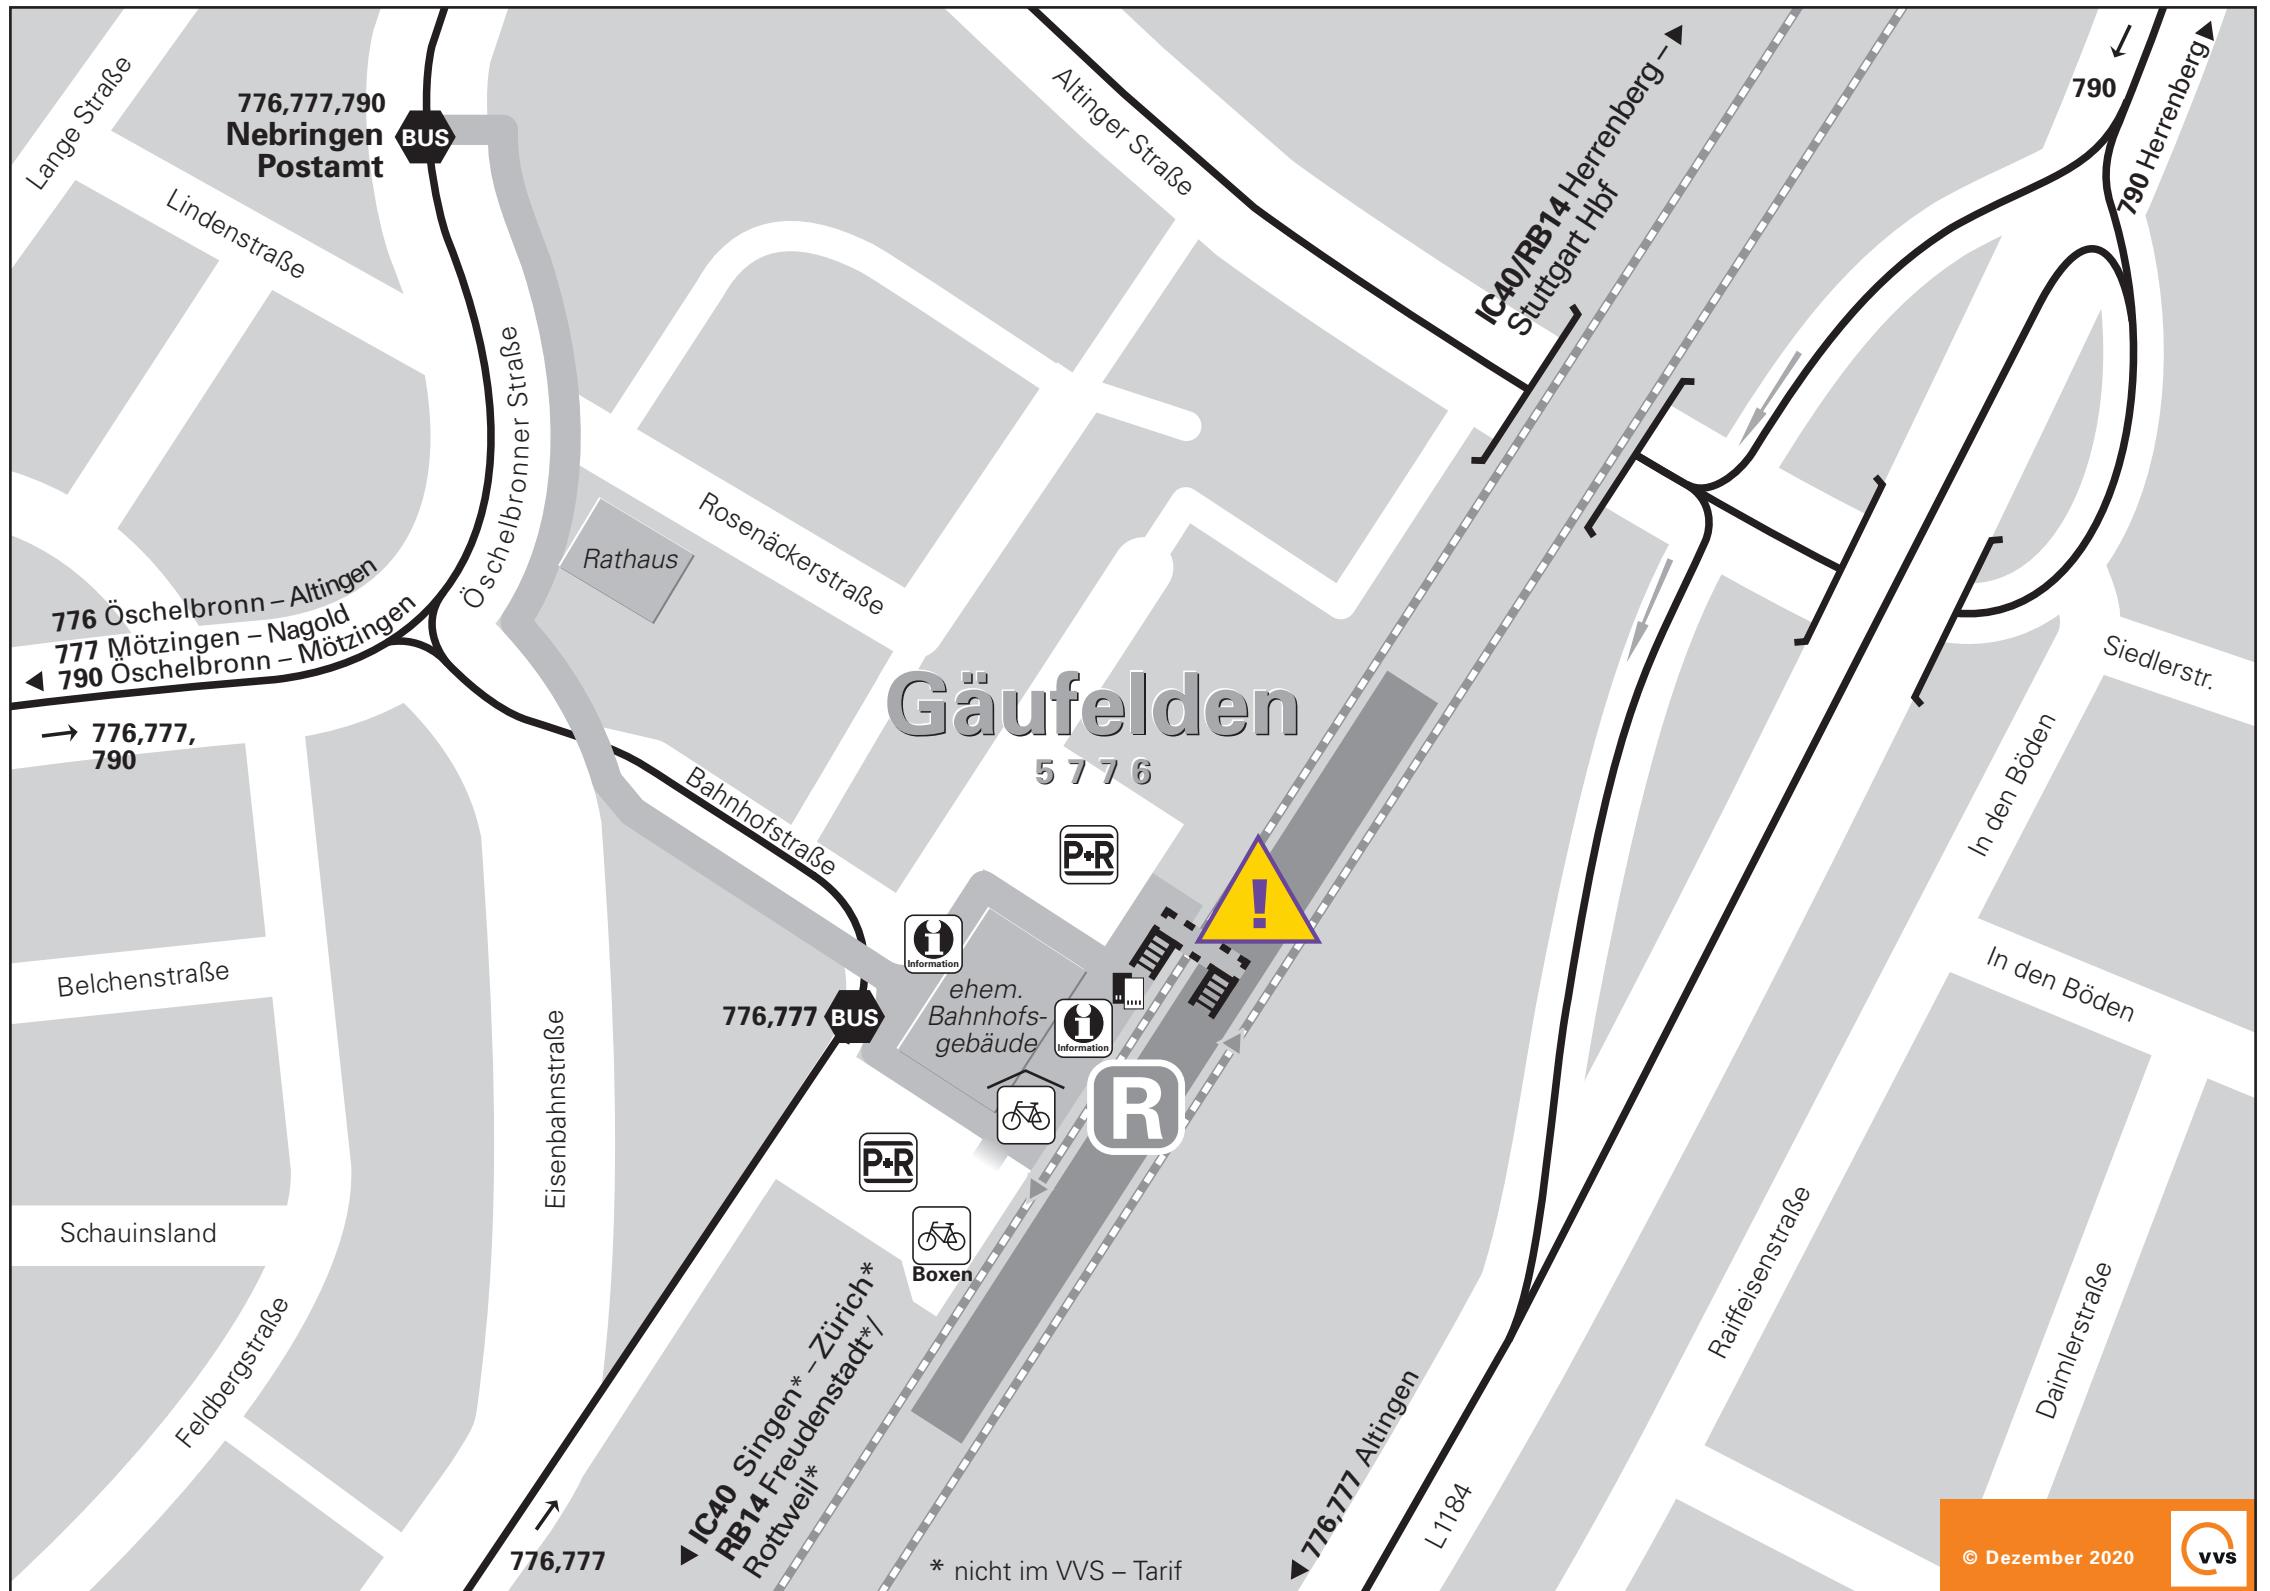 Lange Straße
776,777,790
Nebringen
Postamt
BUS
Lindenstraße
Altinger Straße
IC40/RB14 Herrenberg –
Stuttgart Hbf
790
790 Herrenberg
Öschelbronner Straße
Rathaus
Rosenäckerstraße
776 Öschelbronn – Altingen
777 Mötzingen – Nagold
790 Öschelbronn – Mötzingen
776,777,
790
Gäufelden
5776
Siedlerstr.
In den Böden
Bahnhofstraße
P+R
!
Information
ehem.
Bahnhofs-
gebäude
Information
776,777 BUS
R
Belchenstraße
In den Böden
Eisenbahnstraße
P+R
Boxen
Schauinsland
Feldbergstraße
Raiffeisenstraße
Daimlerstraße
IC40 Singen* – Zürich*
RB14 Freudenstadt*/
Rottweil*
776,777 Altingen
L 1184
776,777
* nicht im VVS – Tarif
© Dezember 2020
VVS